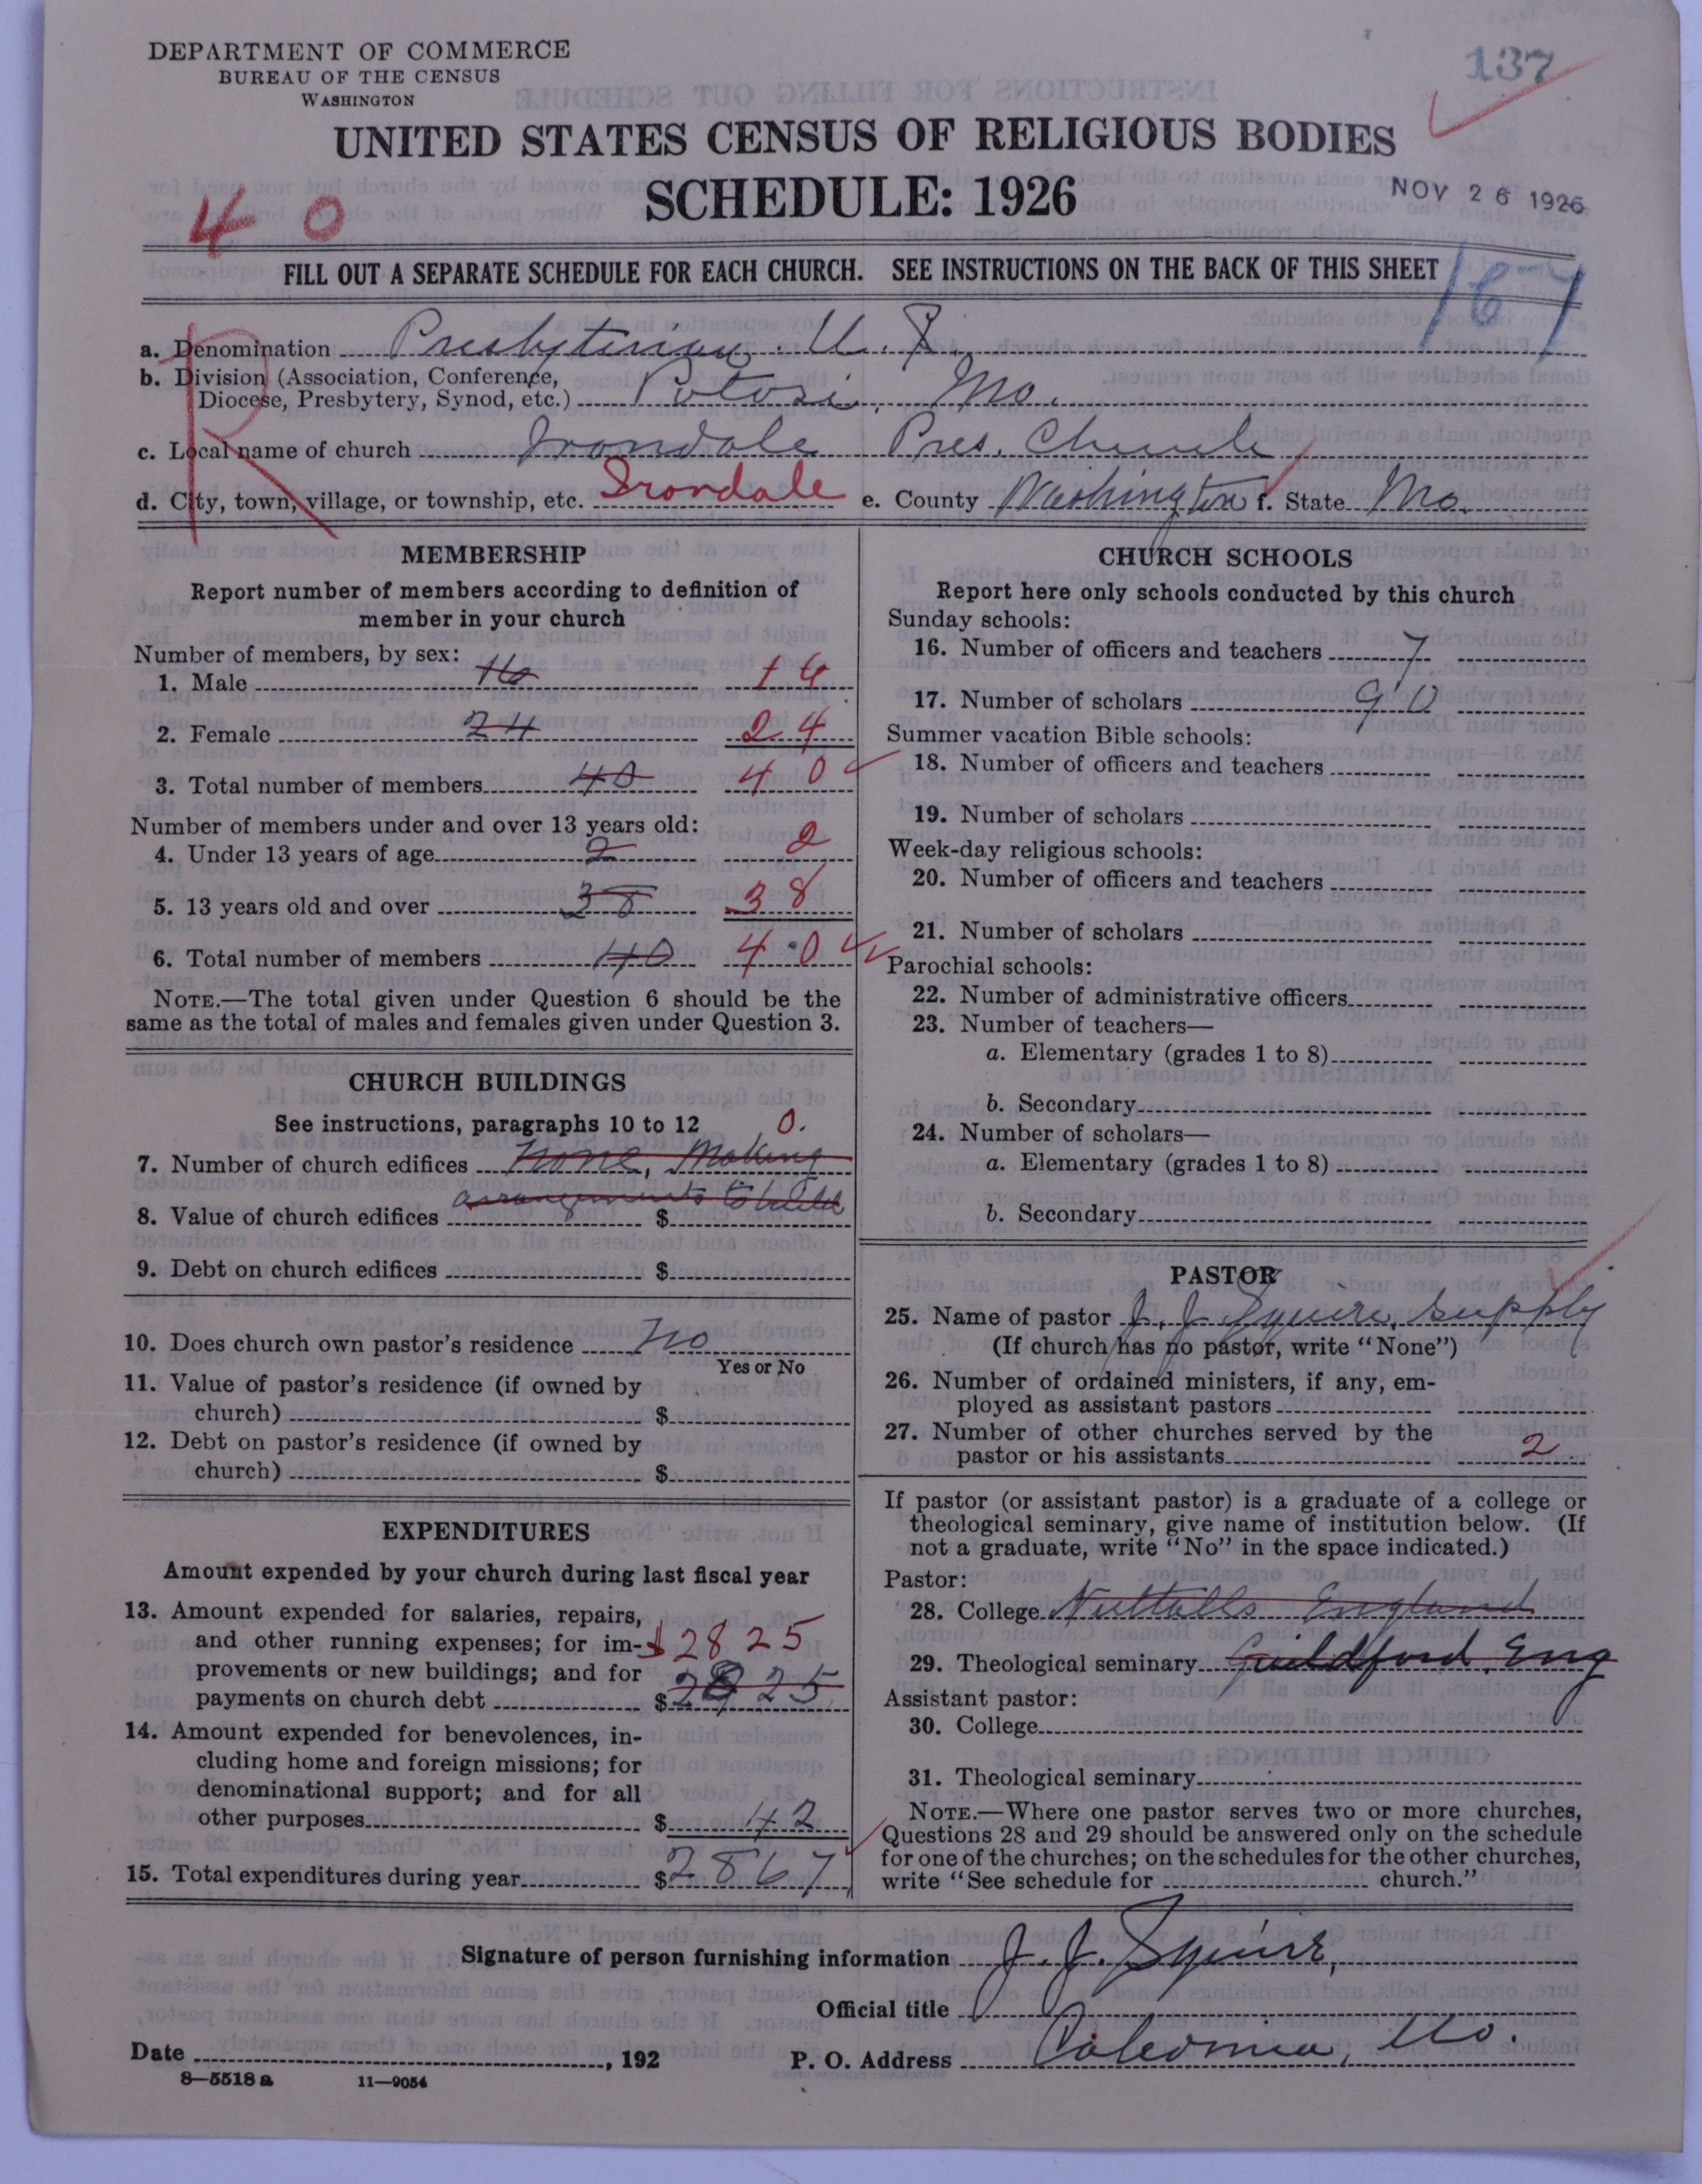 DEPARTMENT OF COMMERCE
BUREAU OF THE CENSUS
WASHINGTON
137
UNITED STATES CENSUS OF RELIGIOUS BODIES
SCHEDULE: 1926
NOV 26 1926
40
FILL OUT A SEPARATE SCHEDULE FOR EACH CHURCH. SEE INSTRUCTIONS ON THE BACK OF THIS SHEET
167
a. Denomination Presbyterian U.S.
b. Division (Association, Conference,
Diocese, Presbytery, Synod, etc.) Potosi, Mo.
c. Local name of church Irondale Pres. Church
d. City, town, village, or township, etc. Irondale e. County Washington f. State Mo.
R
MEMBERSHIP
Report number of members according to definition of
member in your church
Number of members, by sex:
1. Male 16 16
2. Female 24 24
3. Total number of members 40 40
Number of members under and over 13 years old:
4. Under 13 years of age 2 2
5. 13 years old and over 38 38
6. Total number of members 40 40
NOTE.—The total given under Question 6 should be the
same as the total of males and females given under Question 3.
CHURCH BUILDINGS
See instructions, paragraphs 10 to 12 0.
7. Number of church edifices None, Making
arrangements to build
8. Value of church edifices $
9. Debt on church edifices $
10. Does church own pastor's residence No
Yes or No
11. Value of pastor's residence (if owned by
church) $
12. Debt on pastor's residence (if owned by
church) $
EXPENDITURES
Amount expended by your church during last fiscal year
13. Amount expended for salaries, repairs,
and other running expenses; for im- $2825
provements or new buildings; and for
payments on church debt $2825
14. Amount expended for benevolences, in-
cluding home and foreign missions; for
denominational support; and for all
other purposes $ 42
15. Total expenditures during year $2867
CHURCH SCHOOLS
Report here only schools conducted by this church
Sunday schools:
16. Number of officers and teachers 7
17. Number of scholars 90
Summer vacation Bible schools:
18. Number of officers and teachers
19. Number of scholars
Week-day religious schools:
20. Number of officers and teachers
21. Number of scholars
Parochial schools:
22. Number of administrative officers
23. Number of teachers—
a. Elementary (grades 1 to 8)
b. Secondary
24. Number of scholars—
a. Elementary (grades 1 to 8)
b. Secondary
PASTOR
25. Name of pastor J. J. Squire, supply
(If church has no pastor, write "None")
26. Number of ordained ministers, if any, em-
ployed as assistant pastors
27. Number of other churches served by the
pastor or his assistants 2
If pastor (or assistant pastor) is a graduate of a college or
theological seminary, give name of institution below. (If
not a graduate, write "No" in the space indicated.)
Pastor:
28. College Nuttalls England
29. Theological seminary Guildford, Eng
Assistant pastor:
30. College
31. Theological seminary
NOTE.—Where one pastor serves two or more churches,
Questions 28 and 29 should be answered only on the schedule
for one of the churches; on the schedules for the other churches,
write "See schedule for church."
Signature of person furnishing information J. J. Squire,
Official title
Date , 192 P. O. Address Caledonia, Mo.
8—5518 a 11—9054